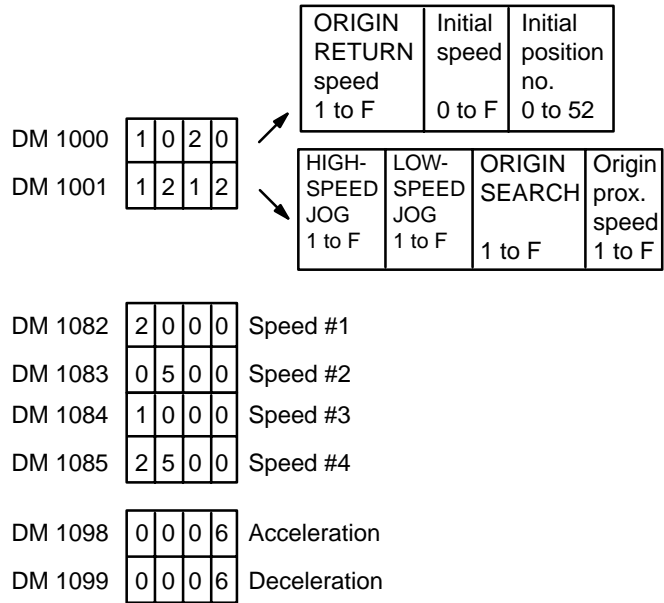 ORIGIN RETURN speed 1 to F
Initial speed 0 to F
Initial position no. 0 to 52
DM 1000 1 0 2 0
DM 1001 1 2 1 2
HIGH-SPEED JOG 1 to F
LOW-SPEED JOG 1 to F
ORIGIN SEARCH 1 to F
Origin prox. speed 1 to F
DM 1082 2 0 0 0 Speed #1
DM 1083 0 5 0 0 Speed #2
DM 1084 1 0 0 0 Speed #3
DM 1085 2 5 0 0 Speed #4
DM 1098 0 0 0 6 Acceleration
DM 1099 0 0 0 6 Deceleration